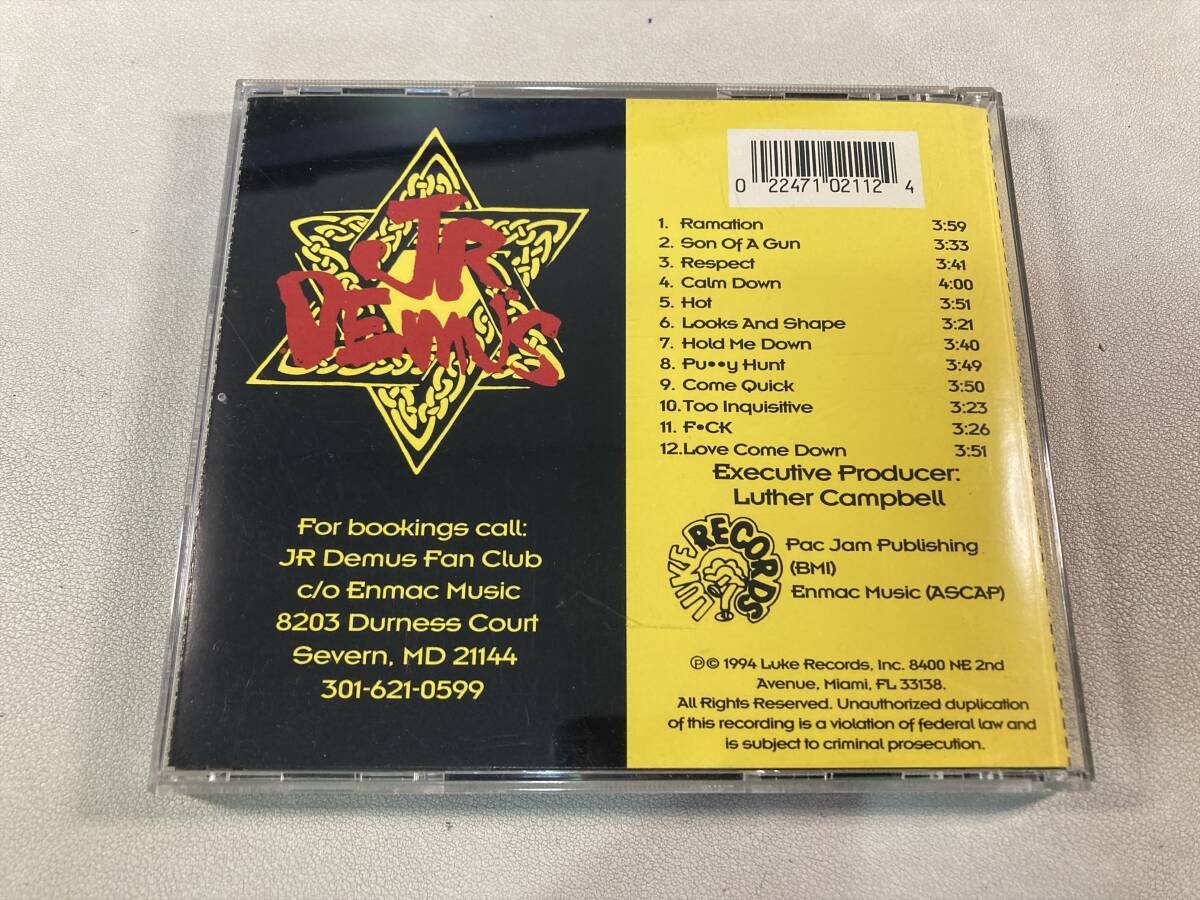 JR
DEMUS
For bookings call:
JR Demus Fan Club
c/o Enmac Music
8203 Durness Court
Severn, MD 21144
301-621-0599
0 22471 02112 4
1. Ramation 3:59
2. Son Of A Gun 3:33
3. Respect 3:41
4. Calm Down 4:00
5. Hot 3:51
6. Looks And Shape 3:21
7. Hold Me Down 3:40
8. Pu••y Hunt 3:49
9. Come Quick 3:50
10. Too Inquisitive 3:23
11. F•CK 3:26
12. Love Come Down 3:51
Executive Producer:
Luther Campbell
LUKE RECORDS
Pac Jam Publishing
(BMI)
Enmac Music (ASCAP)
℗© 1994 Luke Records, Inc. 8400 NE 2nd
Avenue, Miami, FL 33138.
All Rights Reserved. Unauthorized duplication
of this recording is a violation of federal law and
is subject to criminal prosecution.